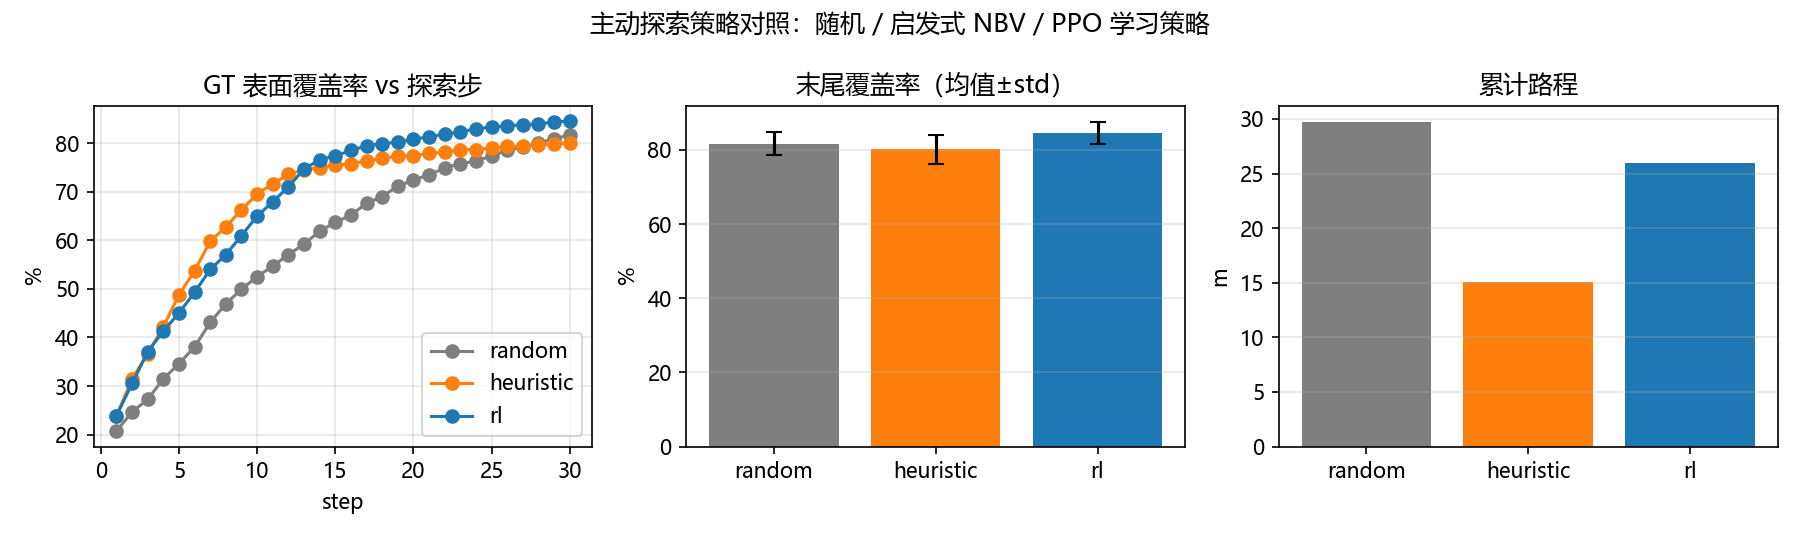 主动探索策略对照：随机 / 启发式 NBV / PPO 学习策略
GT 表面覆盖率 vs 探索步
%
80
70
60
50
40
30
20
0 5 10 15 20 25 30
step
random
heuristic
rl
末尾覆盖率（均值±std）
%
80
60
40
20
0
random heuristic rl
累计路程
m
30
25
20
15
10
5
0
random heuristic rl